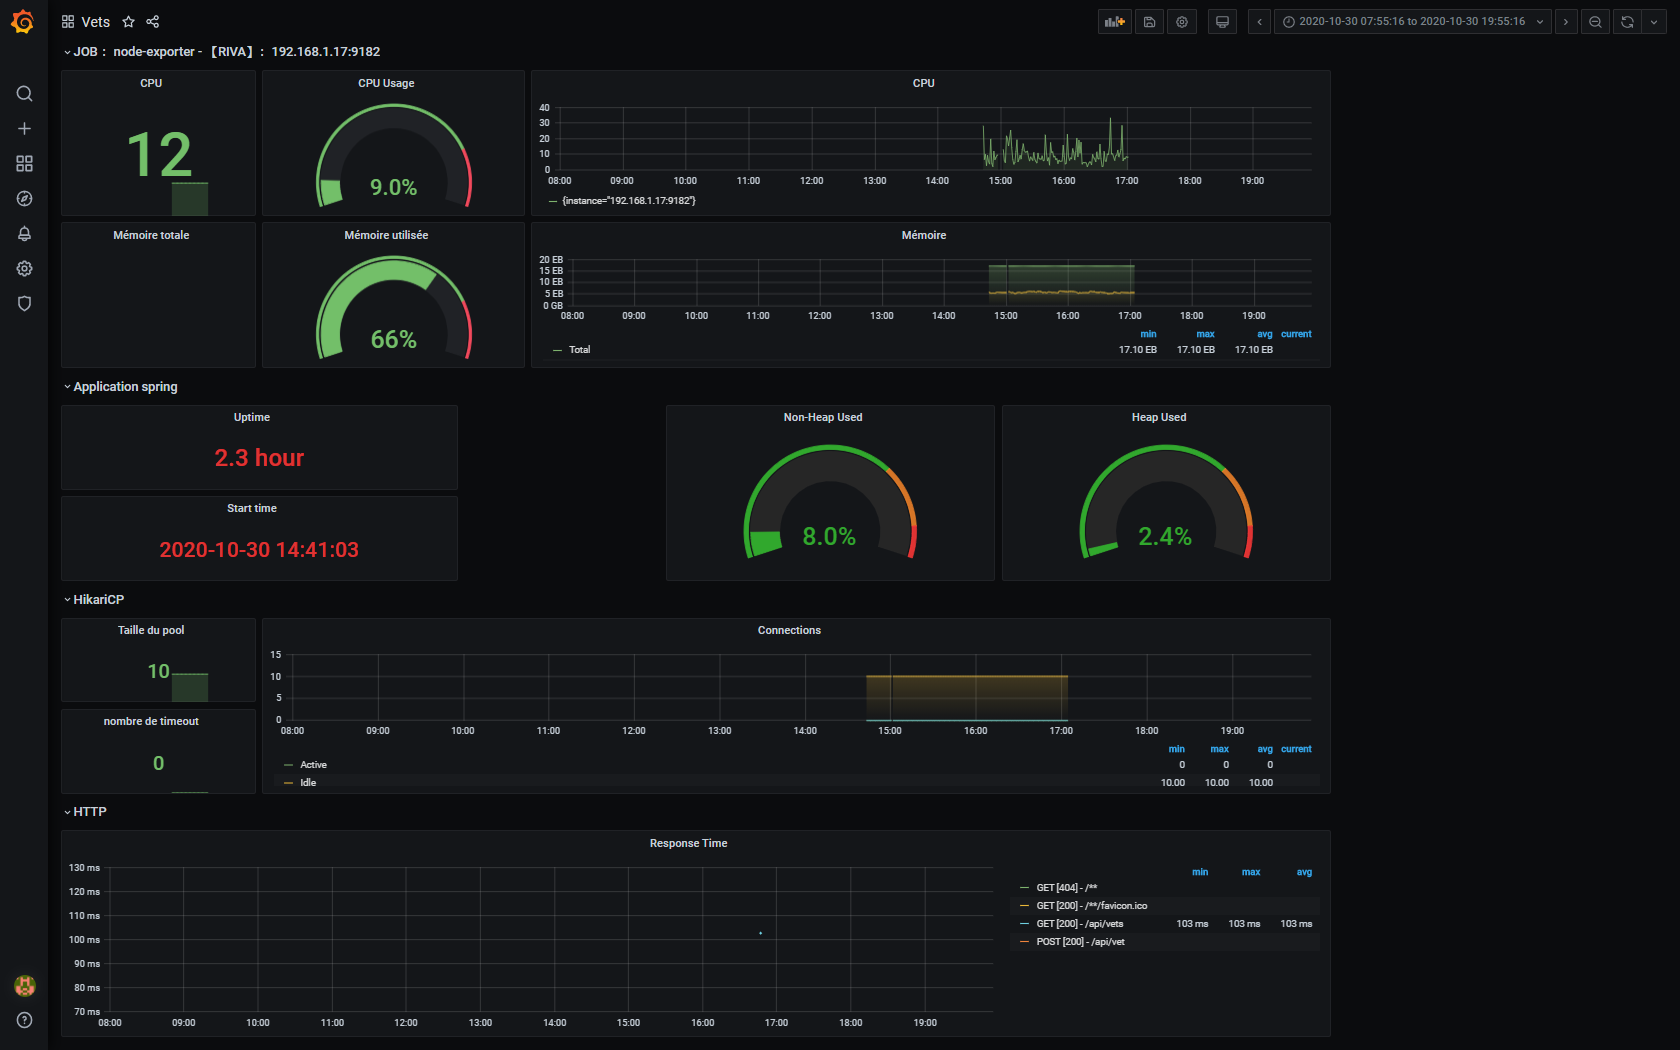 Vets
2020-10-30 07:55:16 to 2020-10-30 19:55:16
JOB : node-exporter - 【RIVA】 : 192.168.1.17:9182
CPU
12
CPU Usage
9.0%
CPU
40
30
20
10
0
08:00 09:00 10:00 11:00 12:00 13:00 14:00 15:00 16:00 17:00 18:00 19:00
{instance="192.168.1.17:9182"}
Mémoire totale
Mémoire utilisée
66%
Mémoire
20 EB
15 EB
10 EB
5 EB
0 GB
08:00 09:00 10:00 11:00 12:00 13:00 14:00 15:00 16:00 17:00 18:00 19:00
min max avg current
Total 17.10 EB 17.10 EB 17.10 EB
Application spring
Uptime
2.3 hour
Start time
2020-10-30 14:41:03
Non-Heap Used
8.0%
Heap Used
2.4%
HikariCP
Taille du pool
10
nombre de timeout
0
Connections
15
10
5
0
08:00 09:00 10:00 11:00 12:00 13:00 14:00 15:00 16:00 17:00 18:00 19:00
min max avg current
Active 0 0 0
Idle 10.00 10.00 10.00
HTTP
Response Time
130 ms
120 ms
110 ms
100 ms
90 ms
80 ms
70 ms
08:00 09:00 10:00 11:00 12:00 13:00 14:00 15:00 16:00 17:00 18:00 19:00
min max avg
GET [404] - /**
GET [200] - /**/favicon.ico
GET [200] - /api/vets 103 ms 103 ms 103 ms
POST [200] - /api/vet